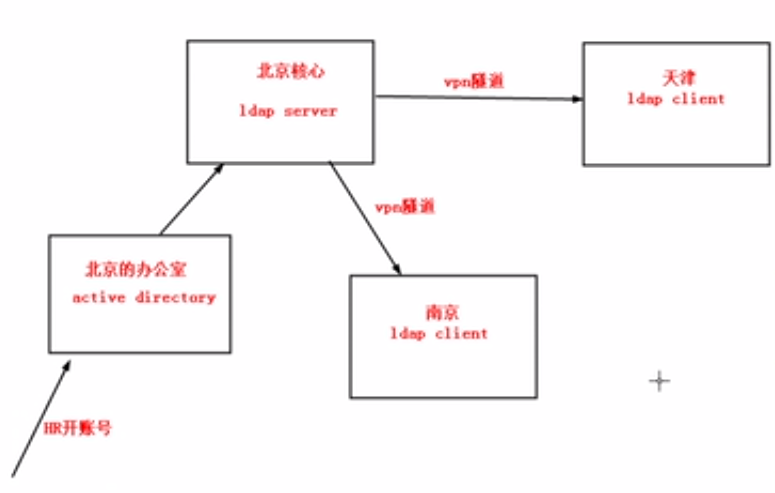 北京核心
ldap server
vpn隧道
天津
ldap client
vpn隧道
北京的办公室
active directory
南京
ldap client
HR开账号